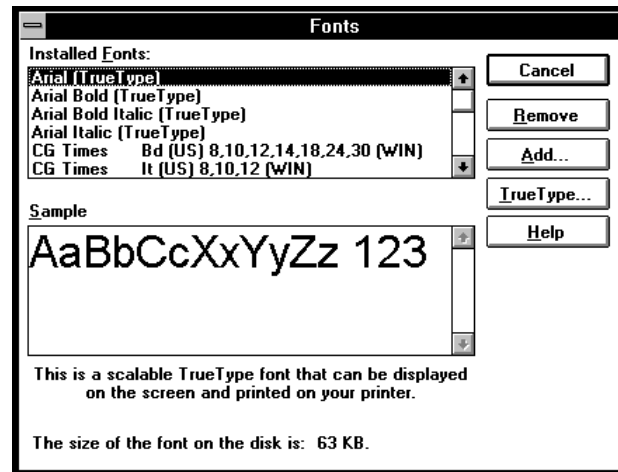 Fonts
Installed Fonts:
Arial (TrueType)
Arial Bold (TrueType)
Arial Bold Italic (TrueType)
Arial Italic (TrueType)
CG Times Bd (US) 8,10,12,14,18,24,30 (WIN)
CG Times It (US) 8,10,12 (WIN)
Cancel
Remove
Add...
TrueType...
Help
Sample
AaBbCcXxYyZz 123
This is a scalable TrueType font that can be displayed
on the screen and printed on your printer.
The size of the font on the disk is: 63 KB.